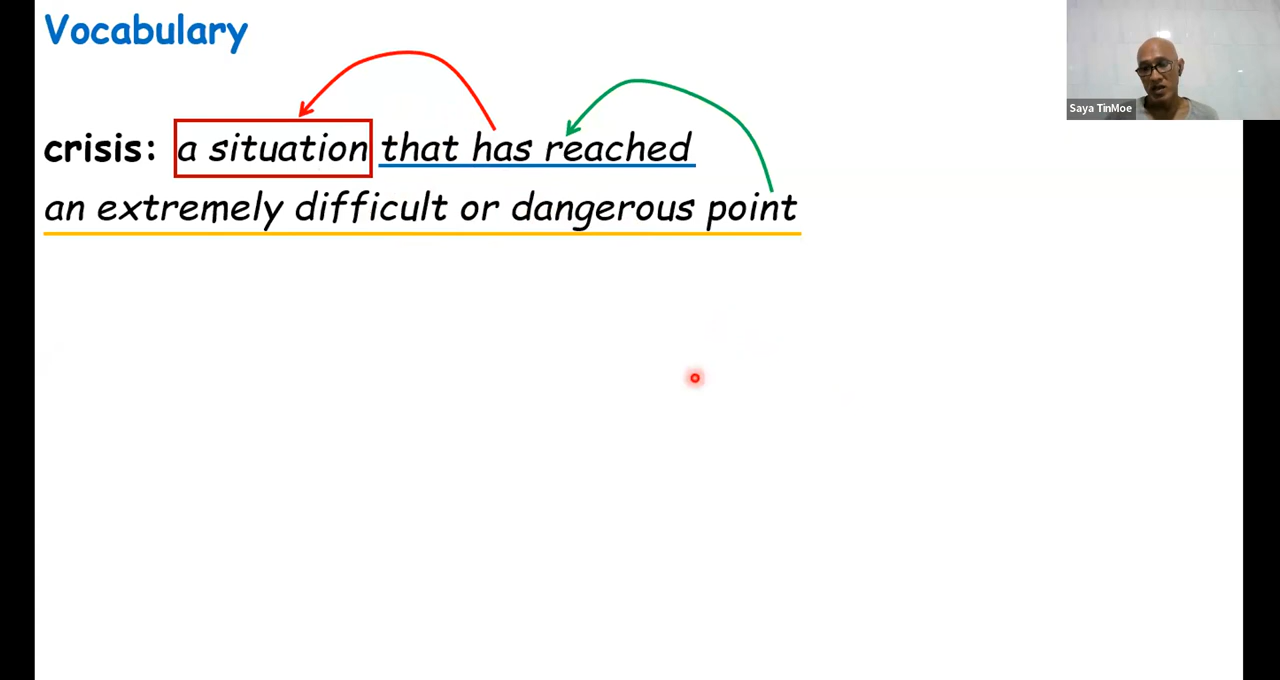 Vocabulary
Saya TinMoe
crisis: a situation that has reached
an extremely difficult or dangerous point